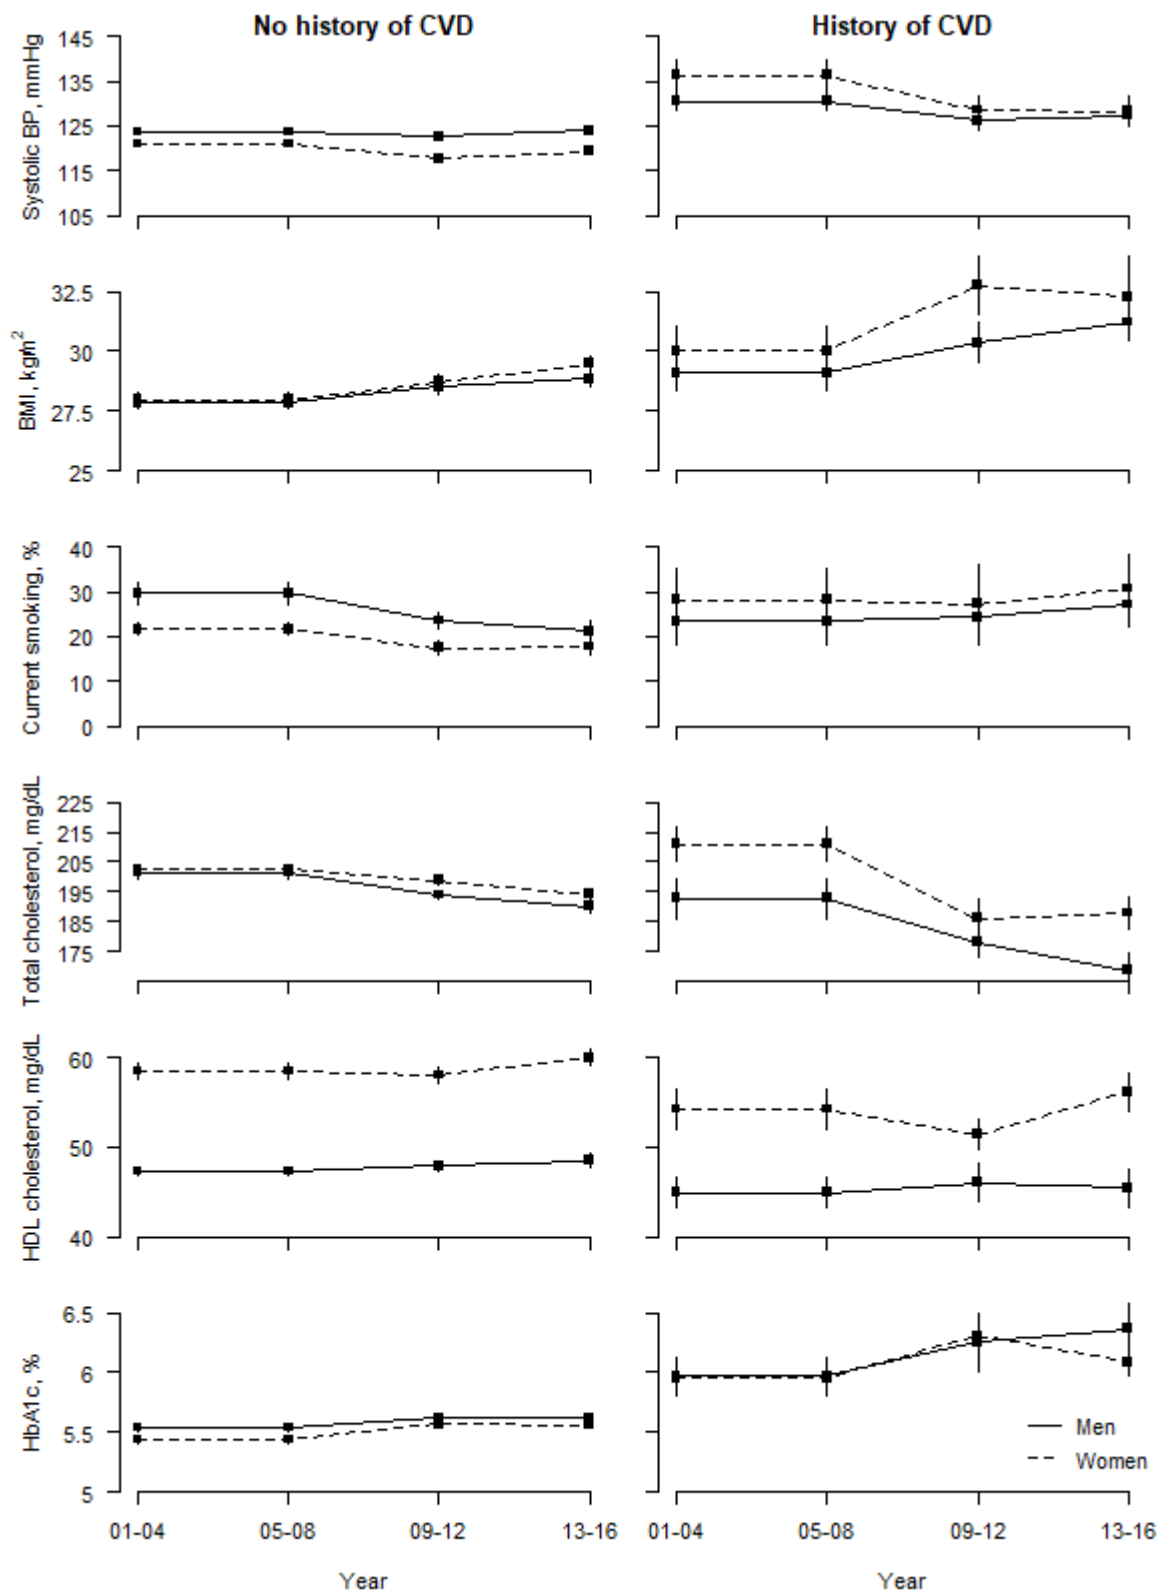 No history of CVD
History of CVD
Systolic BP, mmHg
145
135
125
115
105
BMI, kg/m²
32.5
30
27.5
25
Current smoking, %
40
30
20
10
0
Total cholesterol, mg/dL
225
215
205
195
185
175
HDL cholesterol, mg/dL
60
50
40
HbA1c, %
6.5
6
5.5
5
Men
Women
01-04 05-08 09-12 13-16
01-04 05-08 09-12 13-16
Year
Year